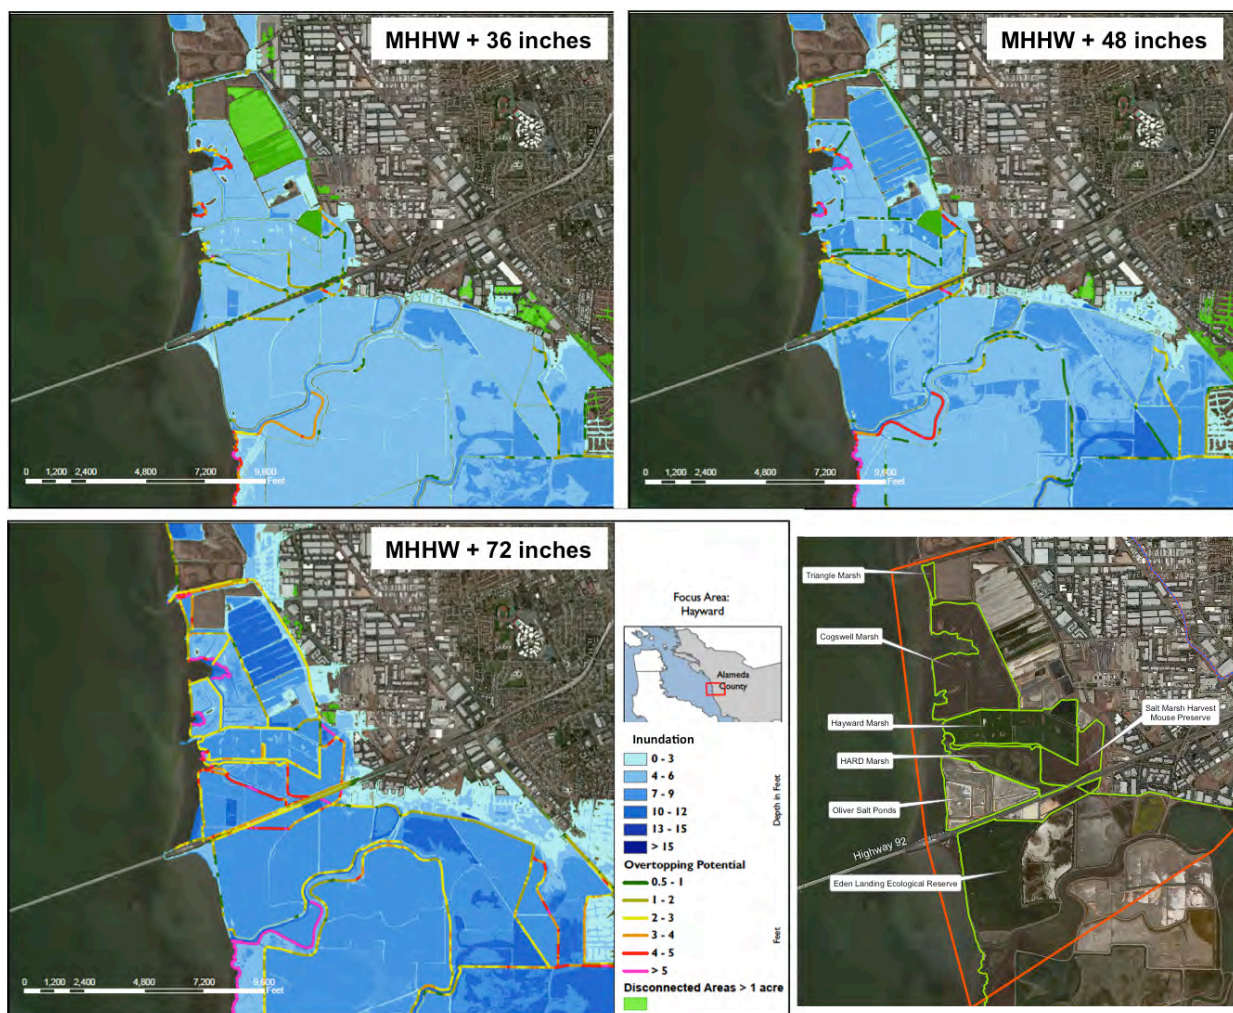 MHHW + 36 inches
0 1,200 2,400 4,800 7,200 9,600
Feet
MHHW + 48 inches
0 1,200 2,400 4,800 7,200 9,600
Feet
MHHW + 72 inches
0 1,200 2,400 4,800 7,200 9,600
Feet
Focus Area:
Hayward
Alameda
County
Inundation
0 - 3
4 - 6
7 - 9
10 - 12
13 - 15
> 15
Depth in Feet
Overtopping Potential
0.5 - 1
1 - 2
2 - 3
3 - 4
4 - 5
> 5
Feet
Disconnected Areas > 1 acre
Triangle Marsh
Cogswell Marsh
Hayward Marsh
Salt Marsh Harvest
Mouse Preserve
HARD Marsh
Oliver Salt Ponds
Highway 92
Eden Landing Ecological Reserve